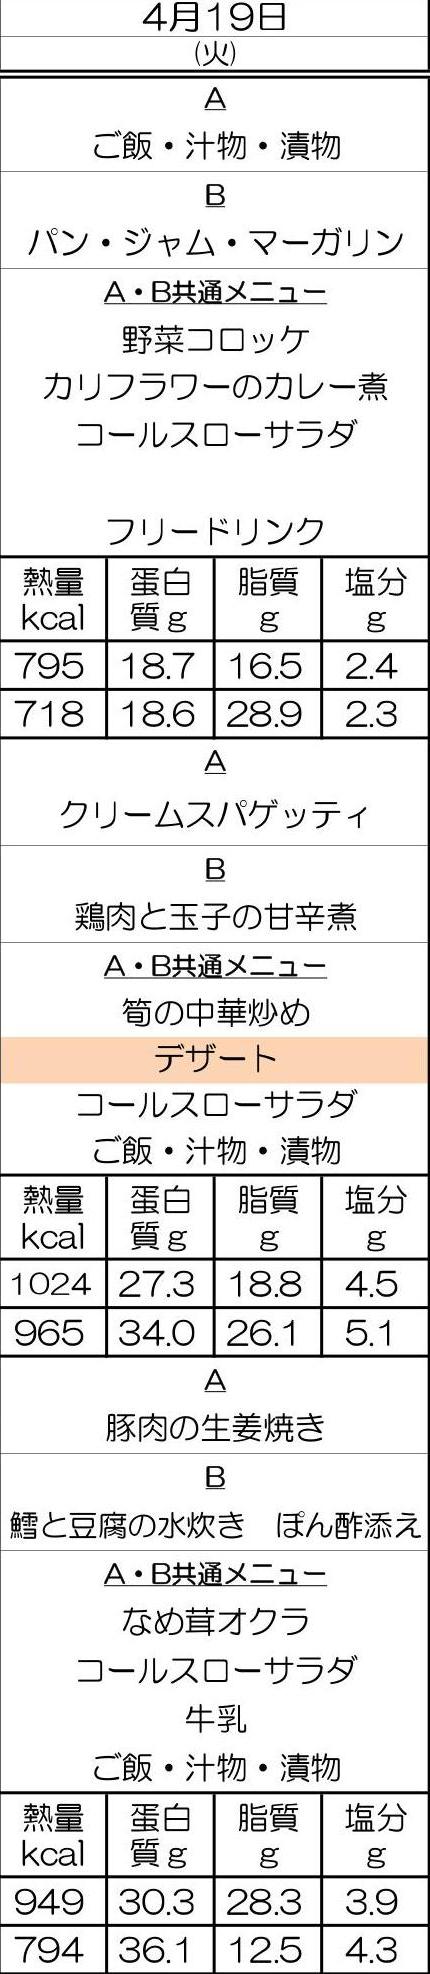 4月19日
(火)
A
ご飯・汁物・漬物
B
パン・ジャム・マーガリン
A・B共通メニュー
野菜コロッケ
カリフラワーのカレー煮
コールスローサラダ
フリードリンク
熱量 蛋白 脂質 塩分
kcal 質g g g
795 18.7 16.5 2.4
718 18.6 28.9 2.3
A
クリームスパゲッティ
B
鶏肉と玉子の甘辛煮
A・B共通メニュー
筍の中華炒め
デザート
コールスローサラダ
ご飯・汁物・漬物
熱量 蛋白 脂質 塩分
kcal 質g g g
1024 27.3 18.8 4.5
965 34.0 26.1 5.1
A
豚肉の生姜焼き
B
鱈と豆腐の水炊き　ぽん酢添え
A・B共通メニュー
なめ茸オクラ
コールスローサラダ
牛乳
ご飯・汁物・漬物
熱量 蛋白 脂質 塩分
kcal 質g g g
949 30.3 28.3 3.9
794 36.1 12.5 4.3